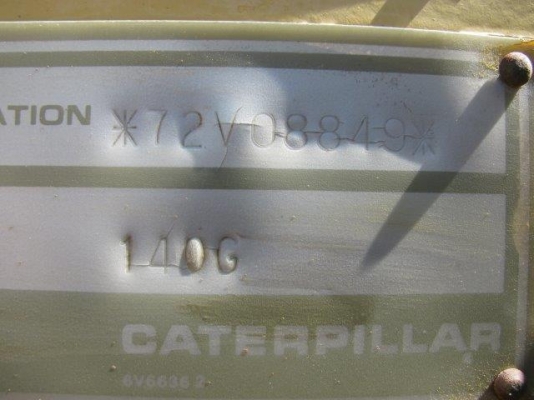 ATION *72V08849*
140G
CATERPILLAR
6V6636 2